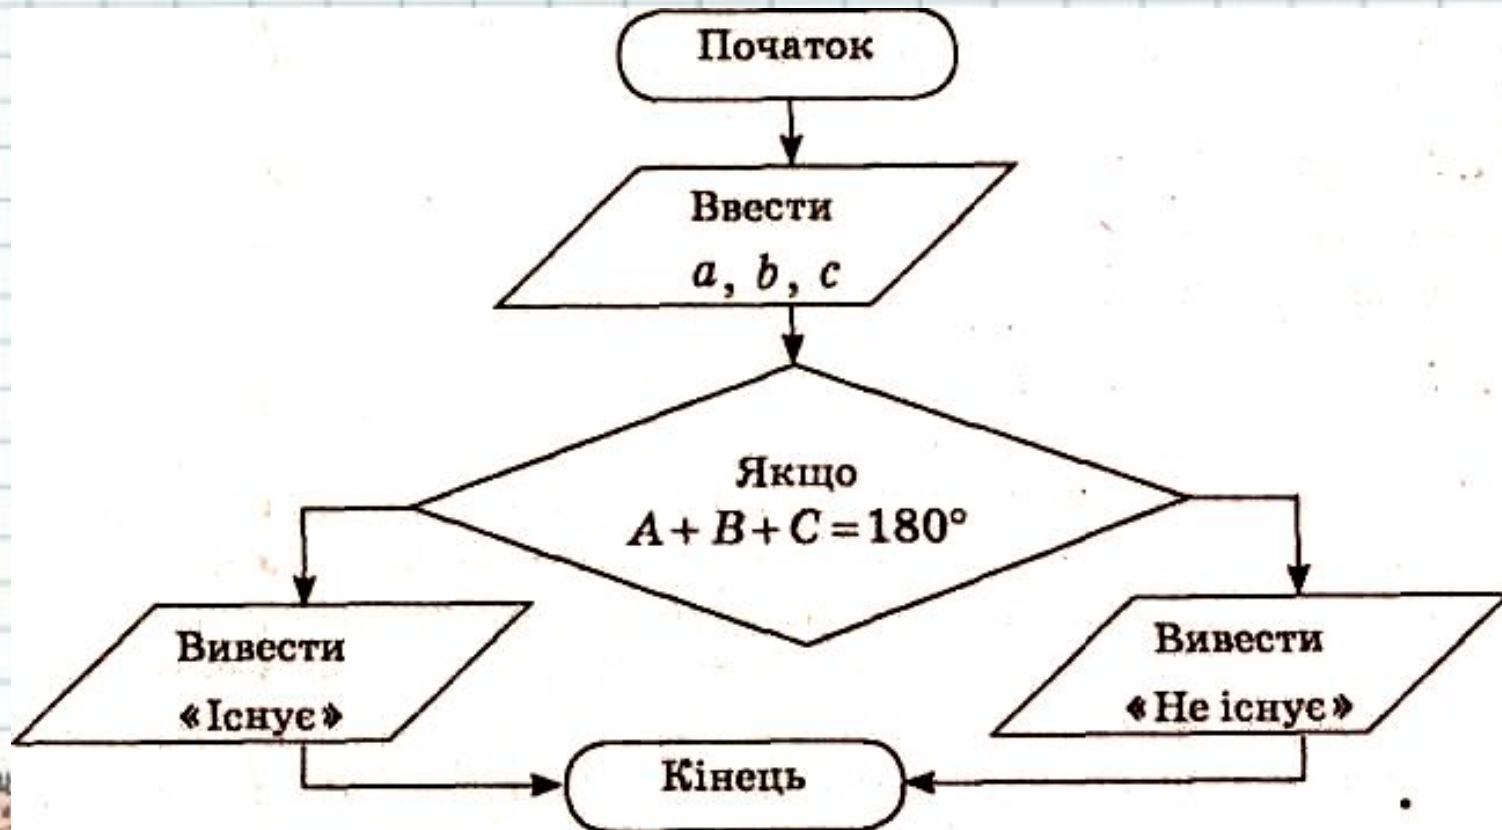 Початок
Ввести
a, b, c
Якщо
A + B + C = 180°
Вивести
«Існує»
Вивести
«Не існує»
Кінець